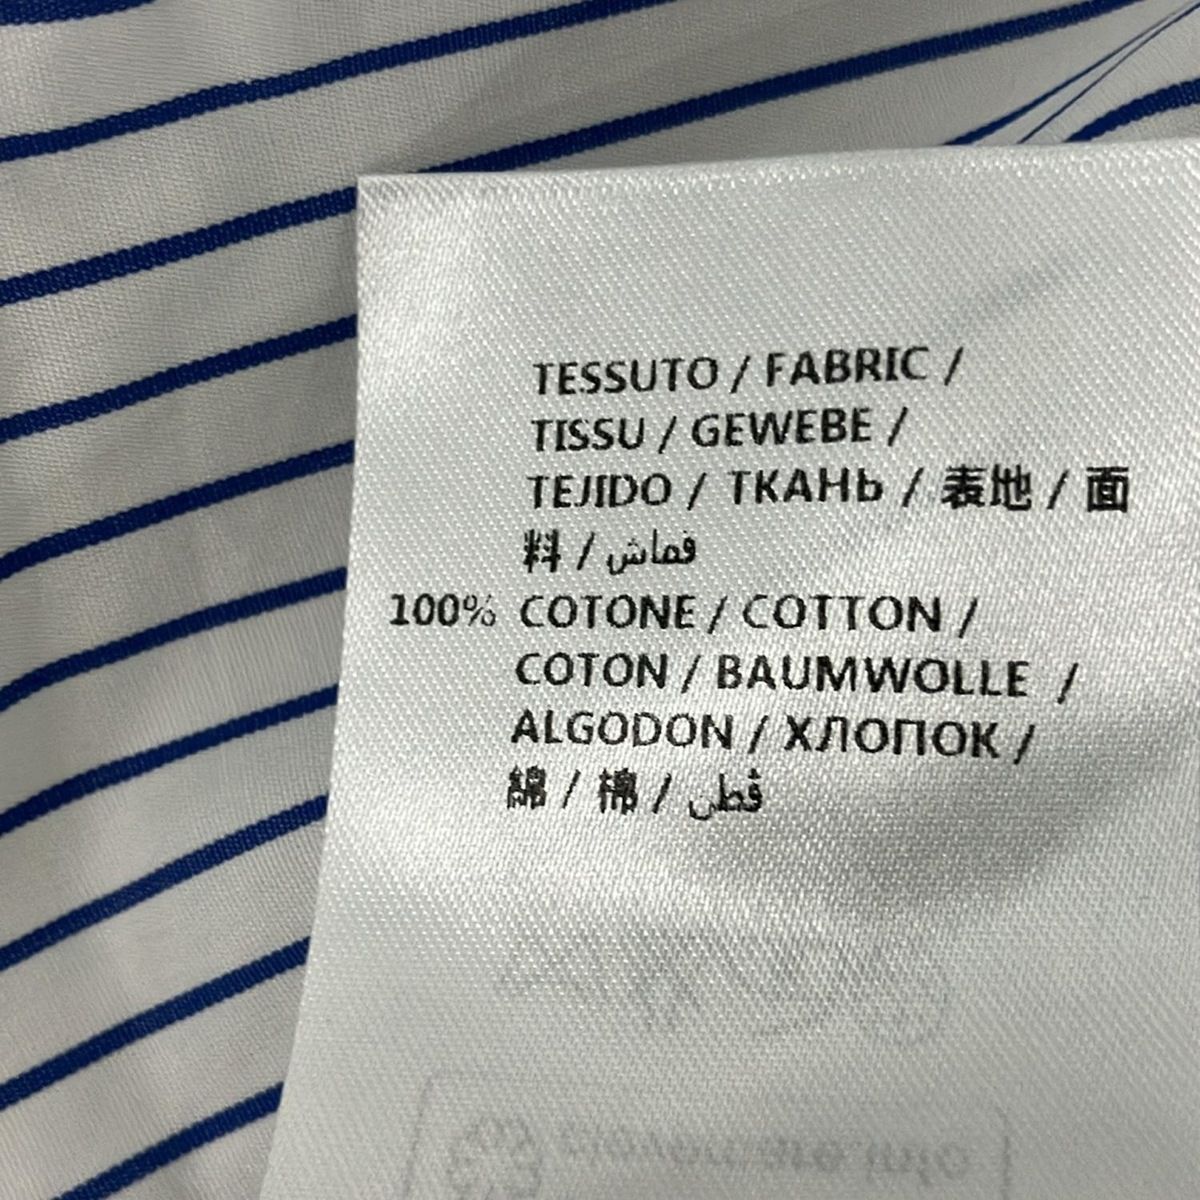 TESSUTO / FABRIC /
TISSU / GEWEBE /
TEJIDO / ТКАНЬ / 表地 / 面
料 / قماش
100% COTONE / COTTON /
COTON / BAUMWOLLE /
ALGODON / ХЛОПОК /
綿 / 棉 / قطن